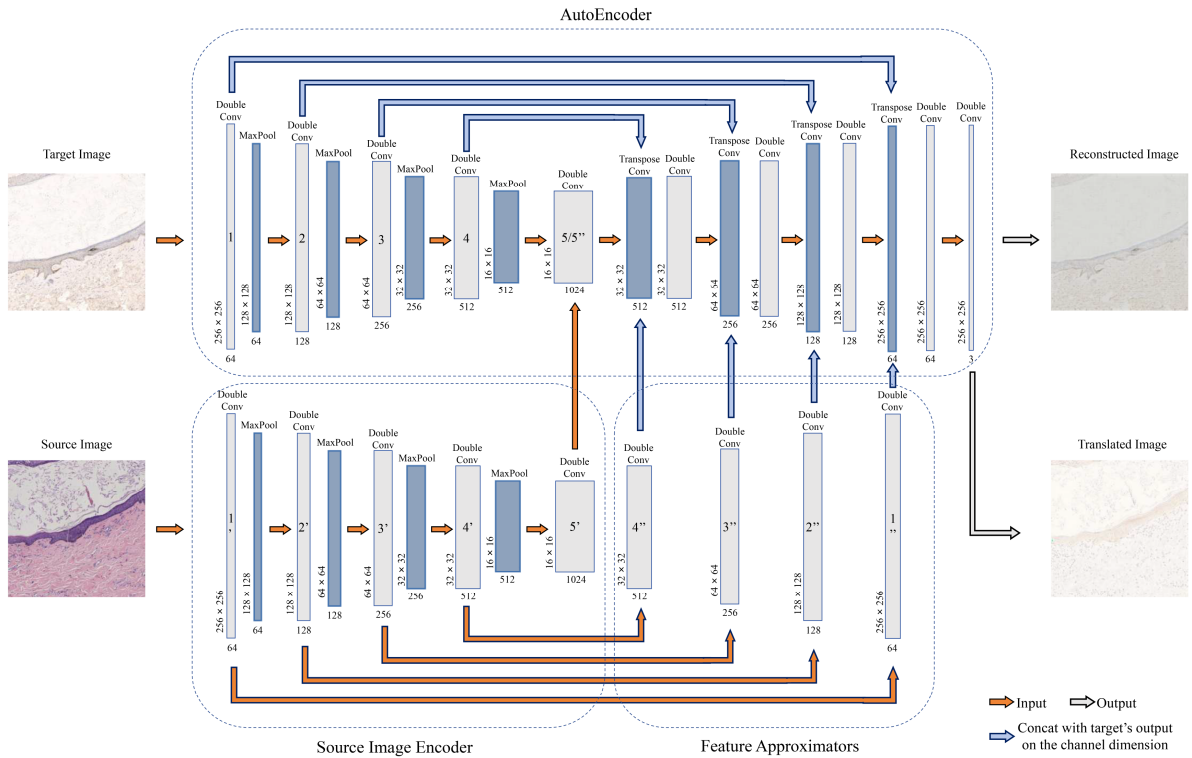 AutoEncoder
Target Image
Double
Conv
1
256 × 256
64
MaxPool
128 × 128
64
Double
Conv
2
128 × 128
128
MaxPool
64 × 64
128
Double
Conv
3
64 × 64
256
MaxPool
32 × 32
256
Double
Conv
4
32 × 32
512
MaxPool
16 × 16
512
Double
Conv
5/5’’
16 × 16
1024
Transpose
Conv
32 × 32
512
Double
Conv
32 × 32
512
Transpose
Conv
64 × 54
256
Double
Conv
64 × 64
256
Transpose
Conv
128 × 128
128
Double
Conv
128 × 128
128
Transpose
Conv
256 × 256
64
Double
Conv
256 × 256
64
Double
Conv
256 × 256
3
Reconstructed Image
Source Image
Double
Conv
1
’
256 × 256
64
MaxPool
128 × 128
64
Double
Conv
2’
128 × 128
128
MaxPool
64 × 64
128
Double
Conv
3’
64 × 64
256
MaxPool
32 × 32
256
Double
Conv
4’
32 × 32
512
MaxPool
16 × 16
512
Double
Conv
5’
16 × 16
1024
Double
Conv
4’’
32 × 32
512
Double
Conv
3’’
64 × 64
256
Double
Conv
2’’
128 × 128
128
Double
Conv
1
’’
256 × 256
64
Translated Image
Source Image Encoder
Feature Approximators
Input
Output
Concat with target’s output
on the channel dimension